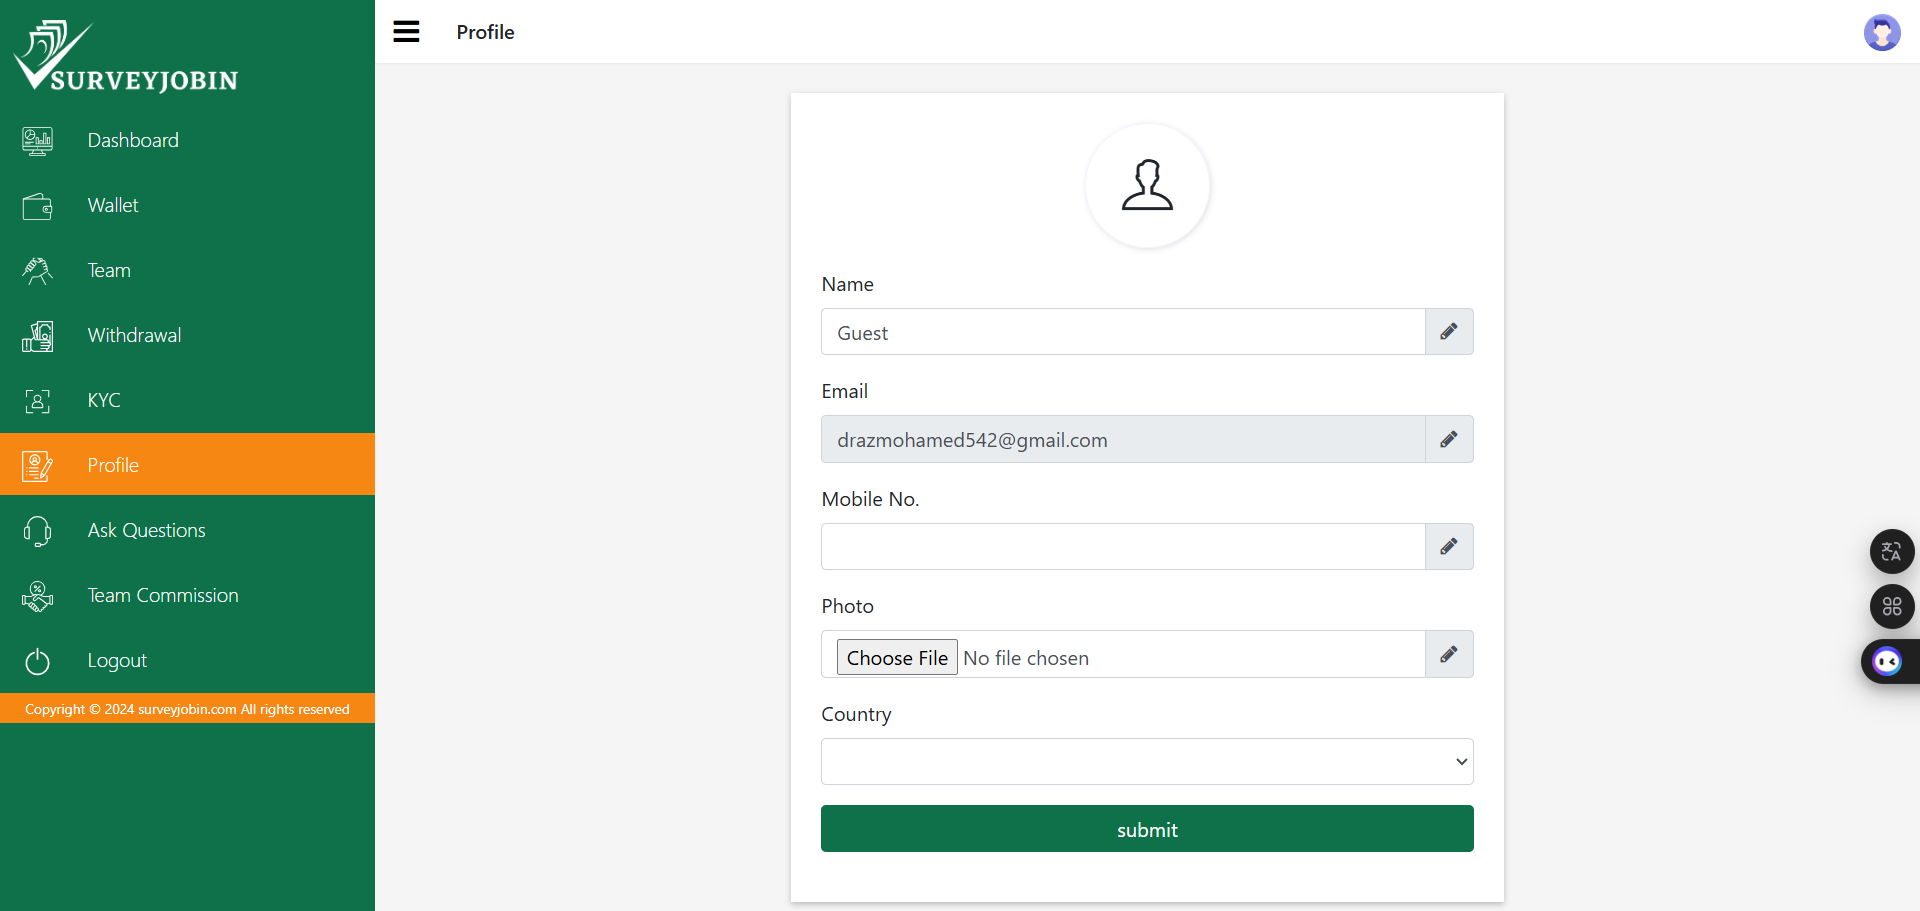 SURVEYJOBIN
Dashboard
Wallet
Team
Withdrawal
KYC
Profile
Ask Questions
Team Commission
Logout
Copyright © 2024 surveyjobin.com All rights reserved
Profile
Name
Guest
Email
drazmohamed542@gmail.com
Mobile No.
Photo
Choose File No file chosen
Country
submit